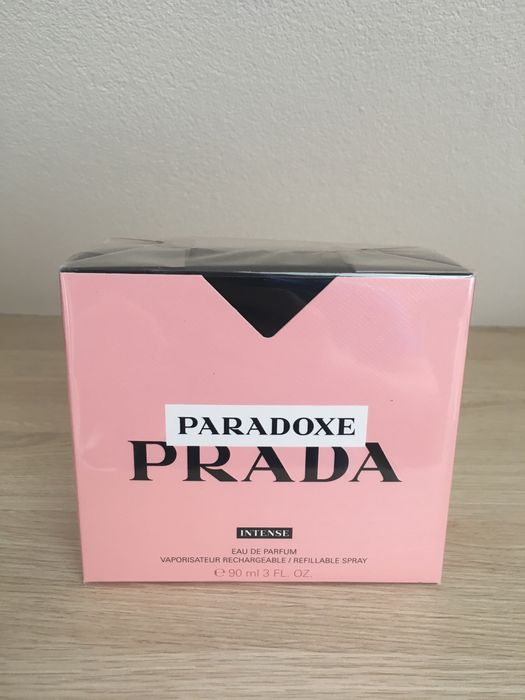 PARADOXE
PRADA
INTENSE
EAU DE PARFUM
VAPORISATEUR RECHARGEABLE / REFILLABLE SPRAY
℮ 90 ml 3 FL. OZ.